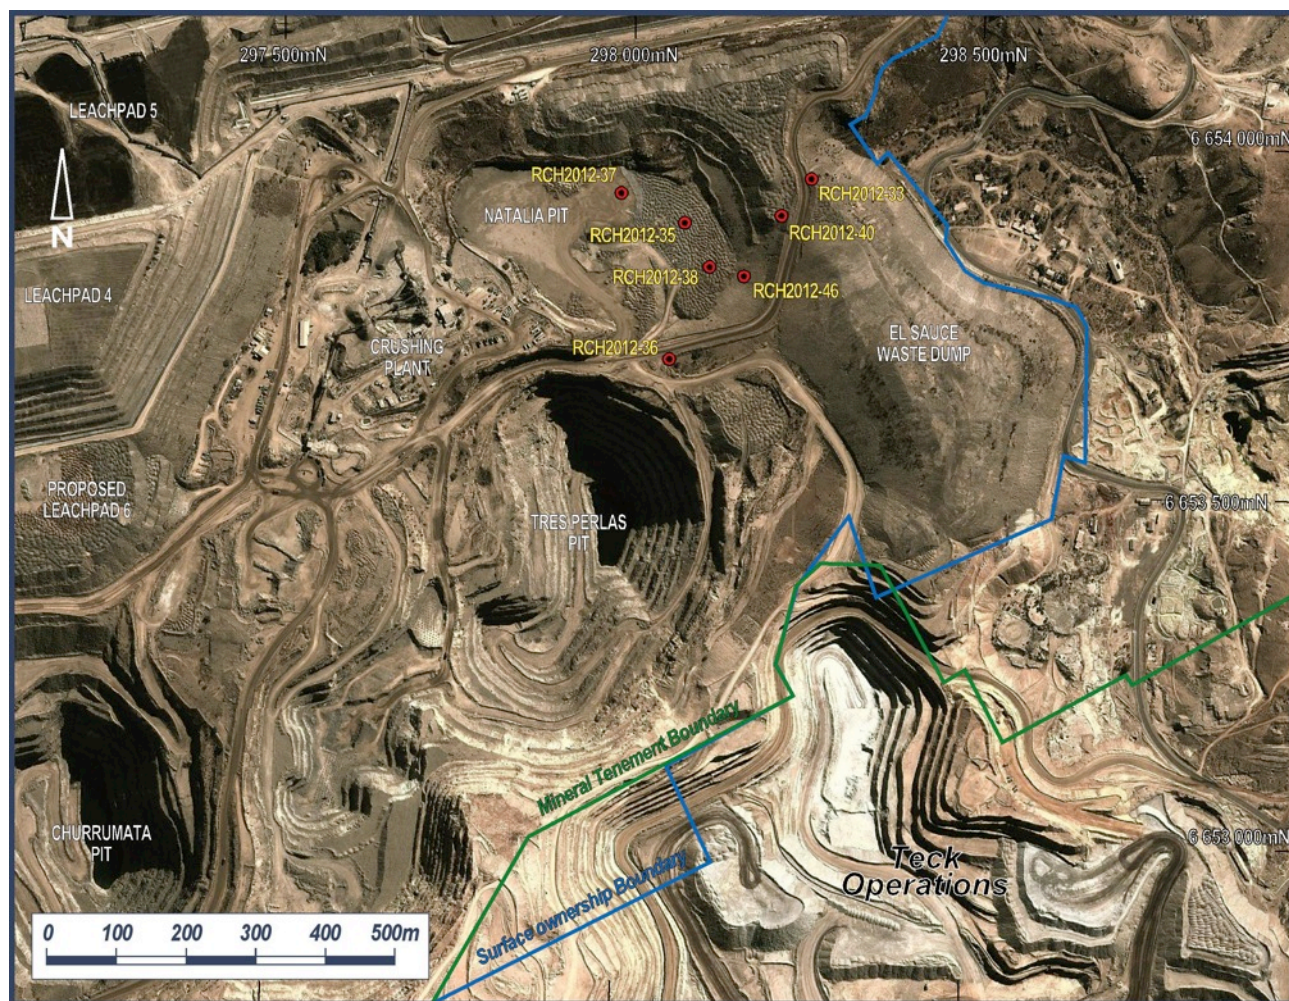 297 500mN
298 000mN
298 500mN
LEACHPAD 5
6 654 000mN
RCH2012-37
RCH2012-33
N
NATALIA PIT
RCH2012-35
RCH2012-40
RCH2012-38
RCH2012-46
LEACHPAD 4
CRUSHING
PLANT
RCH2012-36
EL SAUCE
WASTE DUMP
PROPOSED
LEACHPAD 6
6 653 500mN
TRES PERLAS
PIT
Mineral Tenement Boundary
CHURRUMATA
PIT
6 653 000mN
Teck
Operations
Surface ownership Boundary
0 100 200 300 400 500m